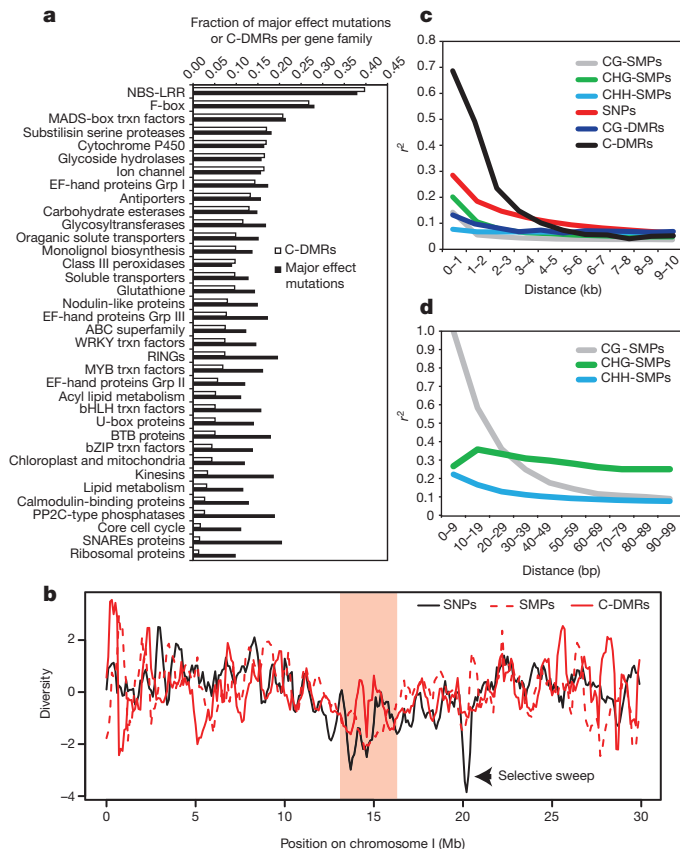 a
Fraction of major effect mutations
or C-DMRs per gene family
0.00
0.05
0.10
0.15
0.20
0.25
0.30
0.35
0.40
0.45
NBS-LRR
F-box
MADS-box trxn factors
Substilisin serine proteases
Cytochrome P450
Glycoside hydrolases
Ion channel
EF-hand proteins Grp I
Antiporters
Carbohydrate esterases
Glycosyltransferases
Oraganic solute transporters
Monolignol biosynthesis
Class III peroxidases
Soluble transporters
Glutathione
Nodulin-like proteins
EF-hand proteins Grp III
ABC superfamily
WRKY trxn factors
RINGs
MYB trxn factors
EF-hand proteins Grp II
Acyl lipid metabolism
bHLH trxn factors
U-box proteins
BTB proteins
bZIP trxn factors
Chloroplast and mitochondria
Kinesins
Lipid metabolism
Calmodulin-binding proteins
PP2C-type phosphatases
Core cell cycle
SNAREs proteins
Ribosomal proteins
C-DMRs
Major effect
mutations
c
0.8
0.7
0.6
0.5
0.4
0.3
0.2
0.1
0
r2
CG-SMPs
CHG-SMPs
CHH-SMPs
SNPs
CG-DMRs
C-DMRs
0–1
1–2
2–3
3–4
4–5
5–6
6–7
7–8
8–9
9–10
Distance (kb)
d
1.0
0.9
0.8
0.7
0.6
0.5
0.4
0.3
0.2
0.1
0
r2
CG-SMPs
CHG-SMPs
CHH-SMPs
0–9
10–19
20–29
30–39
40–49
50–59
60–69
70–79
80–89
90–99
Distance (bp)
b
SNPs
SMPs
C-DMRs
Diversity
2
0
−2
−4
Selective sweep
0
5
10
15
20
25
30
Position on chromosome I (Mb)